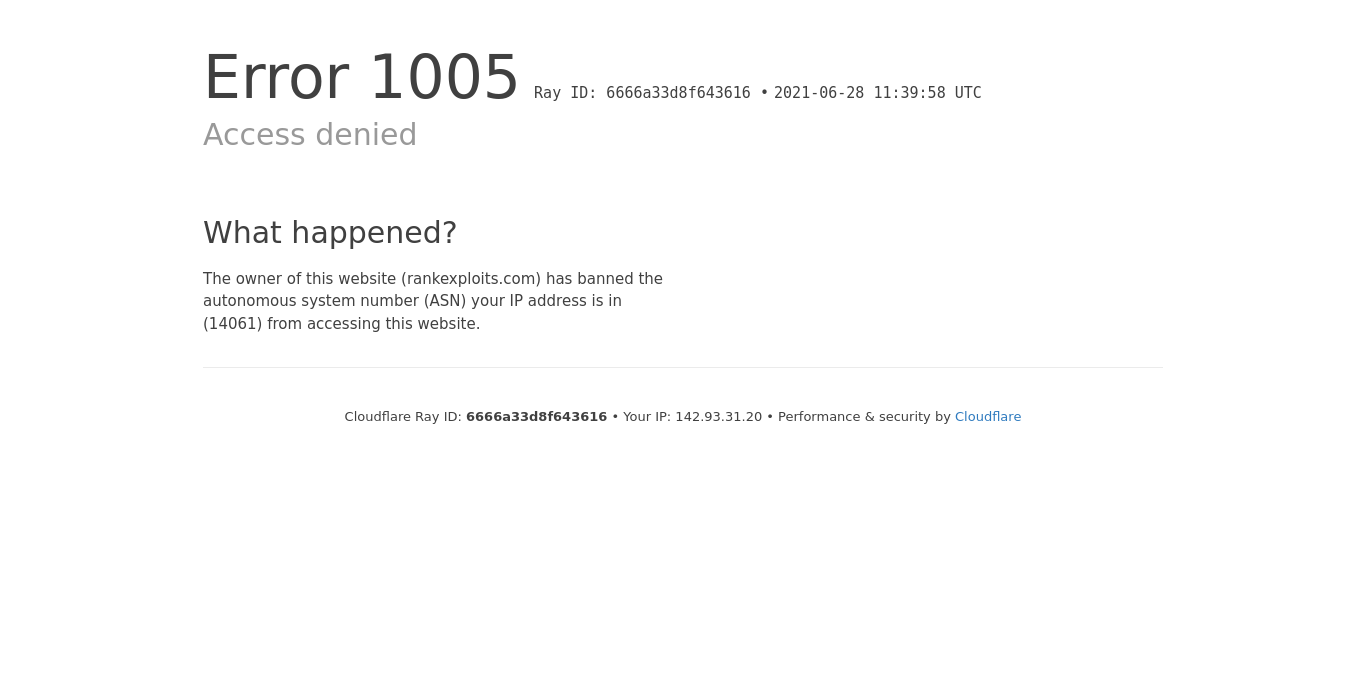 Error 1005 Ray ID: 6666a33d8f643616 • 2021-06-28 11:39:58 UTC
Access denied
What happened?
The owner of this website (rankexploits.com) has banned the
autonomous system number (ASN) your IP address is in
(14061) from accessing this website.
Cloudflare Ray ID: 6666a33d8f643616 • Your IP: 142.93.31.20 • Performance & security by Cloudflare